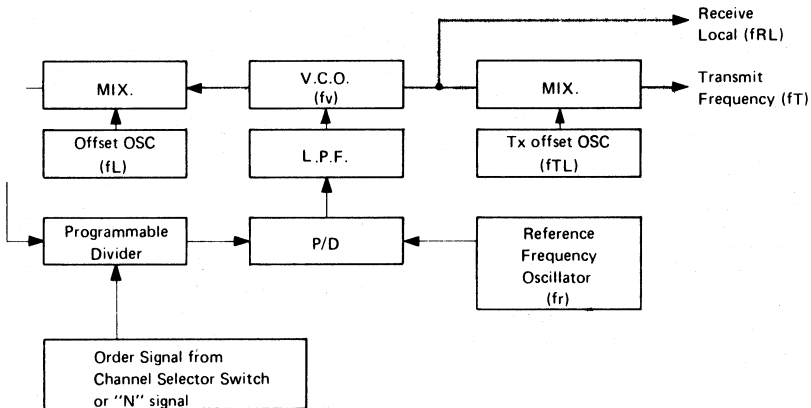 Receive
Local (fRL)
MIX.
V.C.O.
(fv)
MIX.
Transmit
Frequency (fT)
Offset OSC
(fL)
L.P.F.
Tx offset OSC
(fTL)
Programmable
Divider
P/D
Reference
Frequency
Oscillator
(fr)
Order Signal from
Channel Selector Switch
or "N" signal